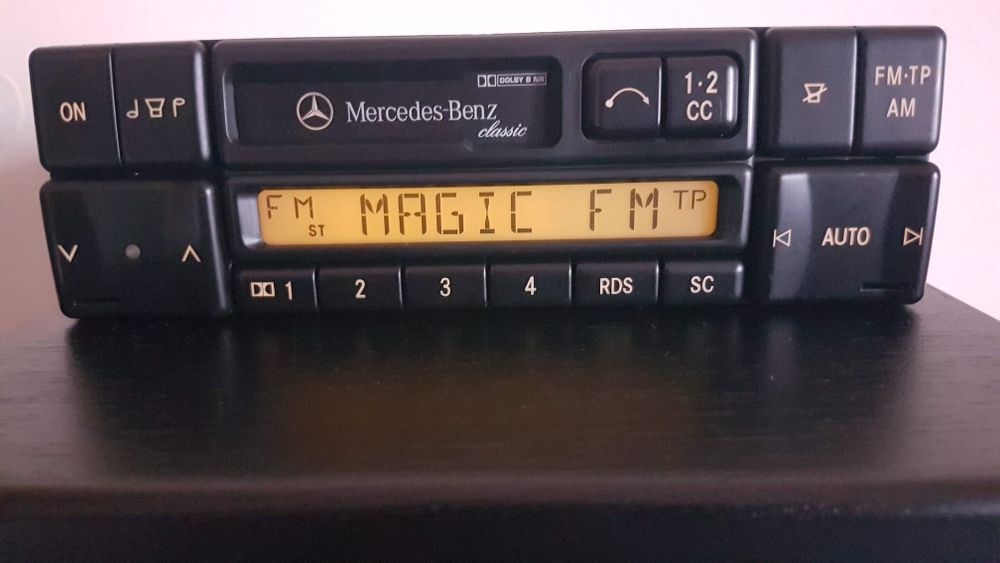 ON
DOLBY B NR
Mercedes-Benz
classic
1·2
CC
FM·TP
AM
FM
ST
MAGIC FM
TP
AUTO
1
2
3
4
RDS
SC